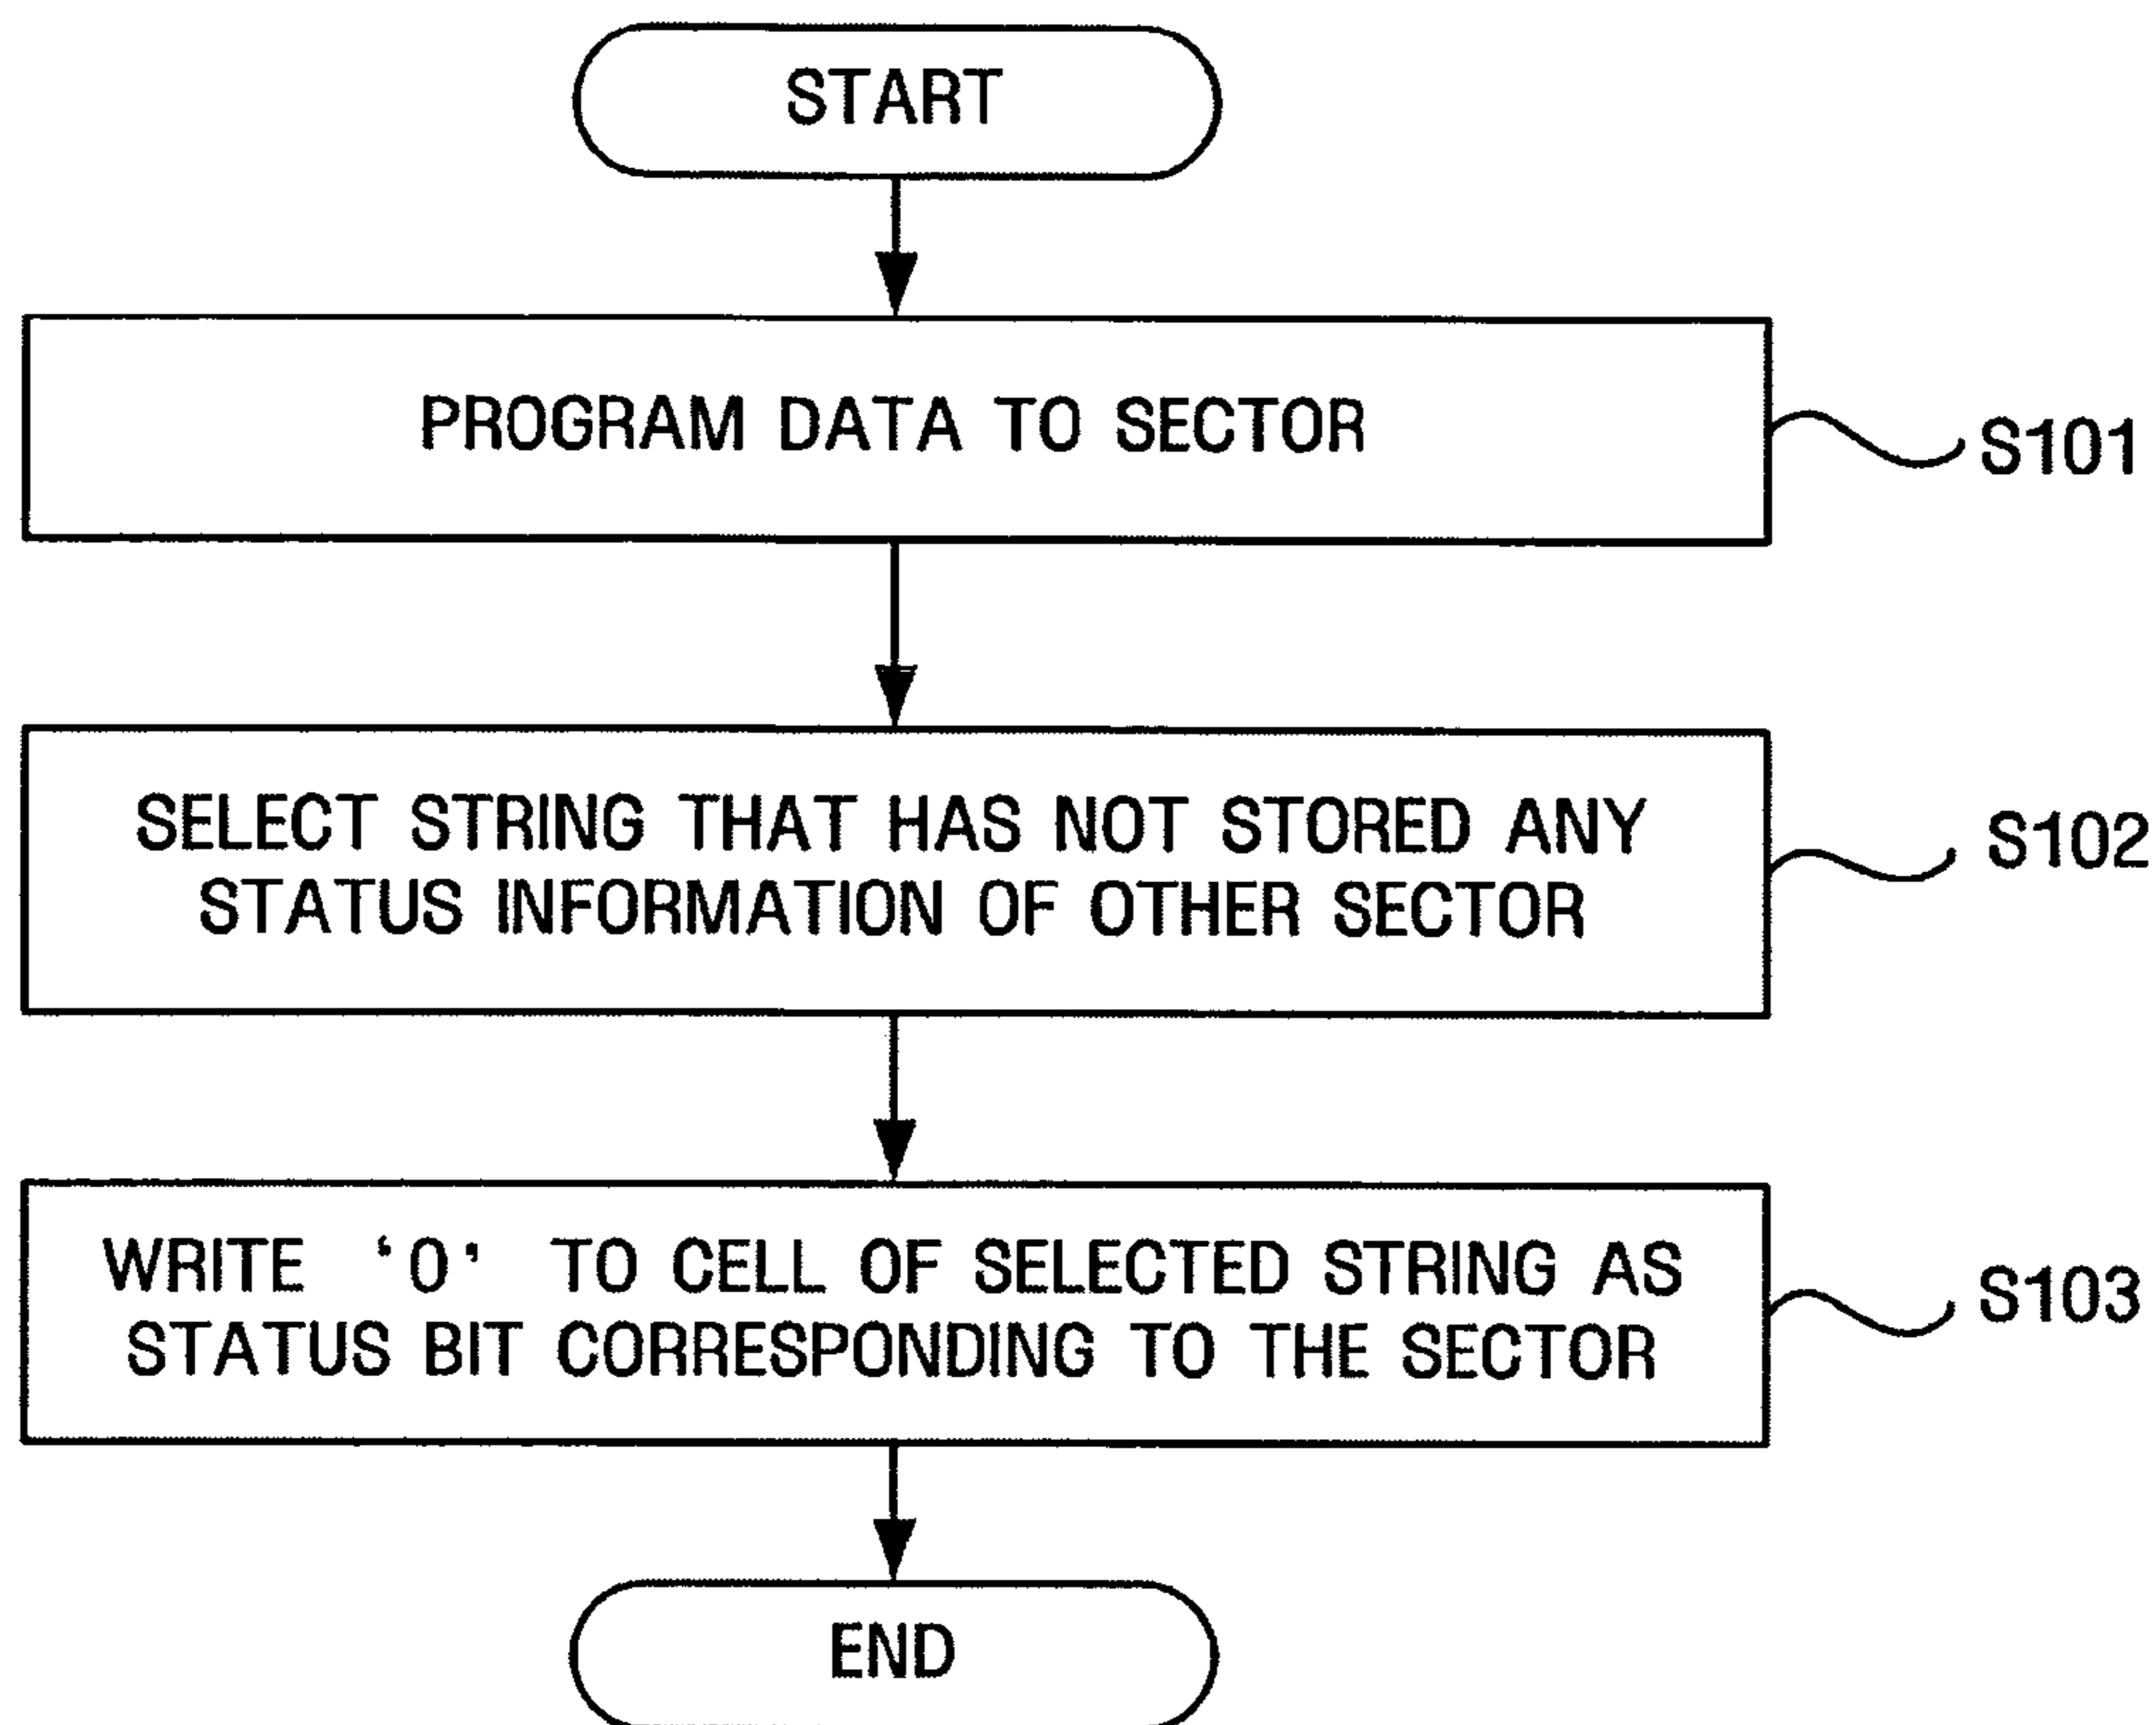 START
PROGRAM DATA TO SECTOR
S101
SELECT STRING THAT HAS NOT STORED ANY
STATUS INFORMATION OF OTHER SECTOR
S102
WRITE '0' TO CELL OF SELECTED STRING AS
STATUS BIT CORRESPONDING TO THE SECTOR
S103
END